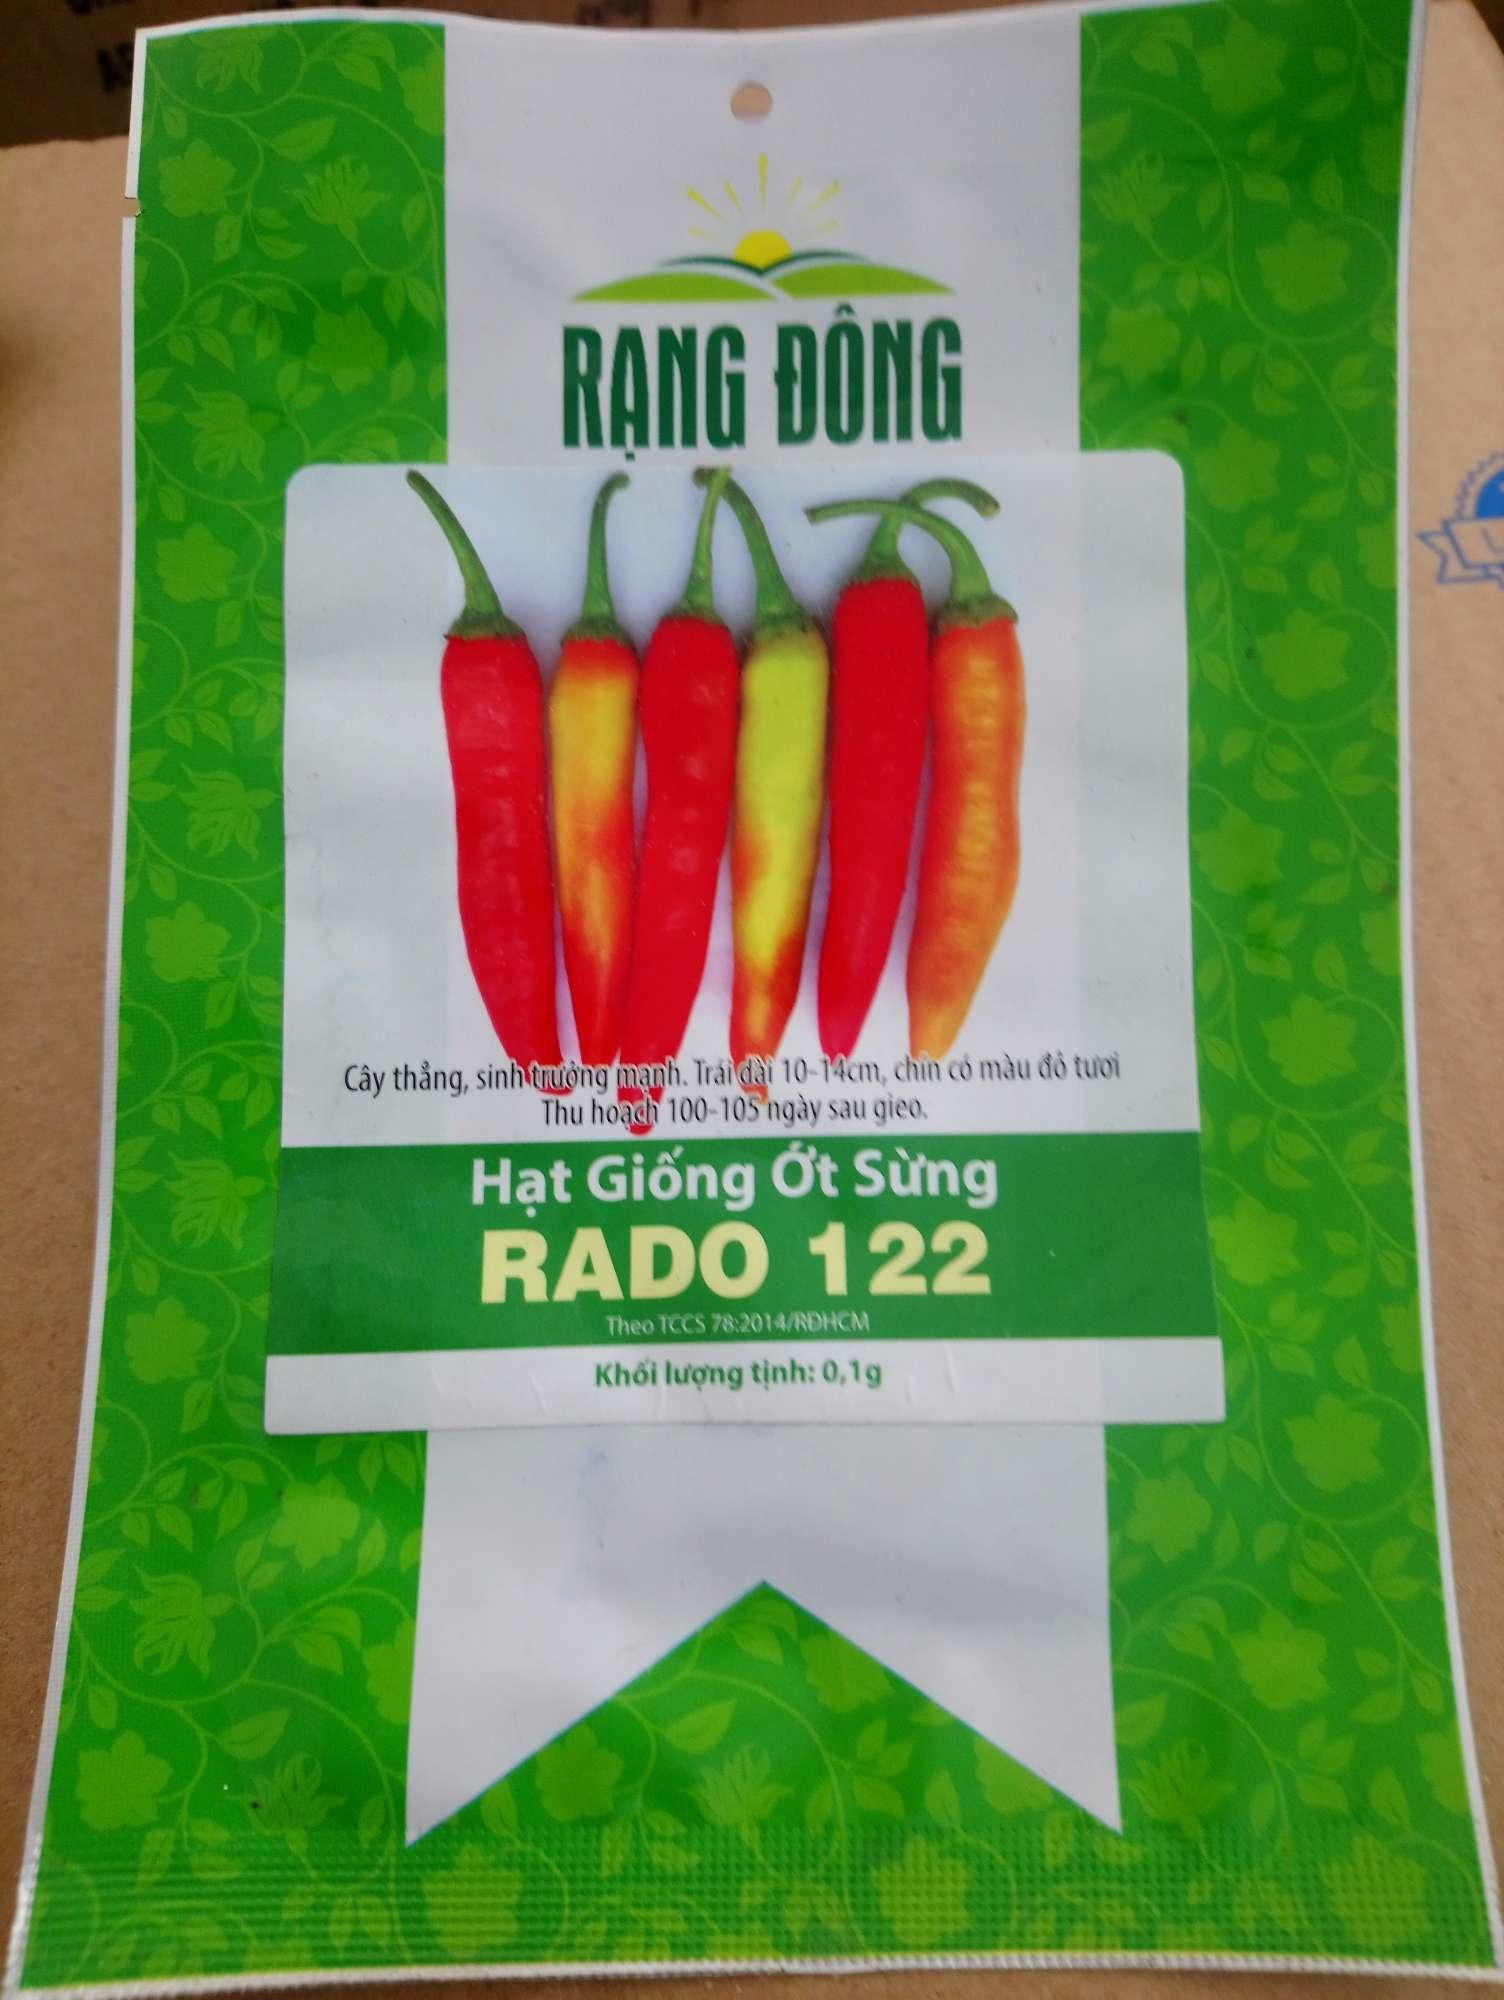 RẠNG ĐÔNG
Cây thẳng, sinh trưởng mạnh. Trái dài 10-14cm, chín có màu đỏ tươi
Thu hoạch 100-105 ngày sau gieo.
Hạt Giống Ớt Sừng
RADO 122
Theo TCCS 78:2014/RĐHCM
Khối lượng tịnh: 0,1g